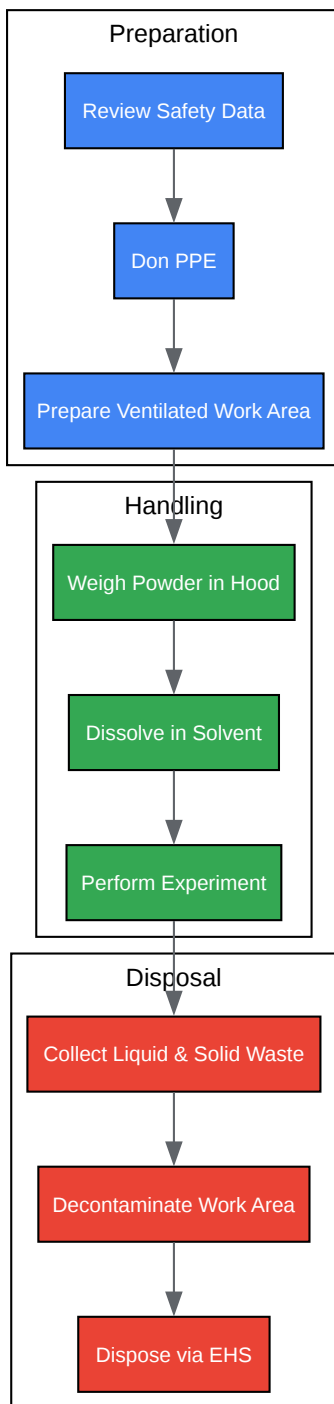 Preparation
Review Safety Data
Don PPE
Prepare Ventilated Work Area
Handling
Weigh Powder in Hood
Dissolve in Solvent
Perform Experiment
Disposal
Collect Liquid & Solid Waste
Decontaminate Work Area
Dispose via EHS